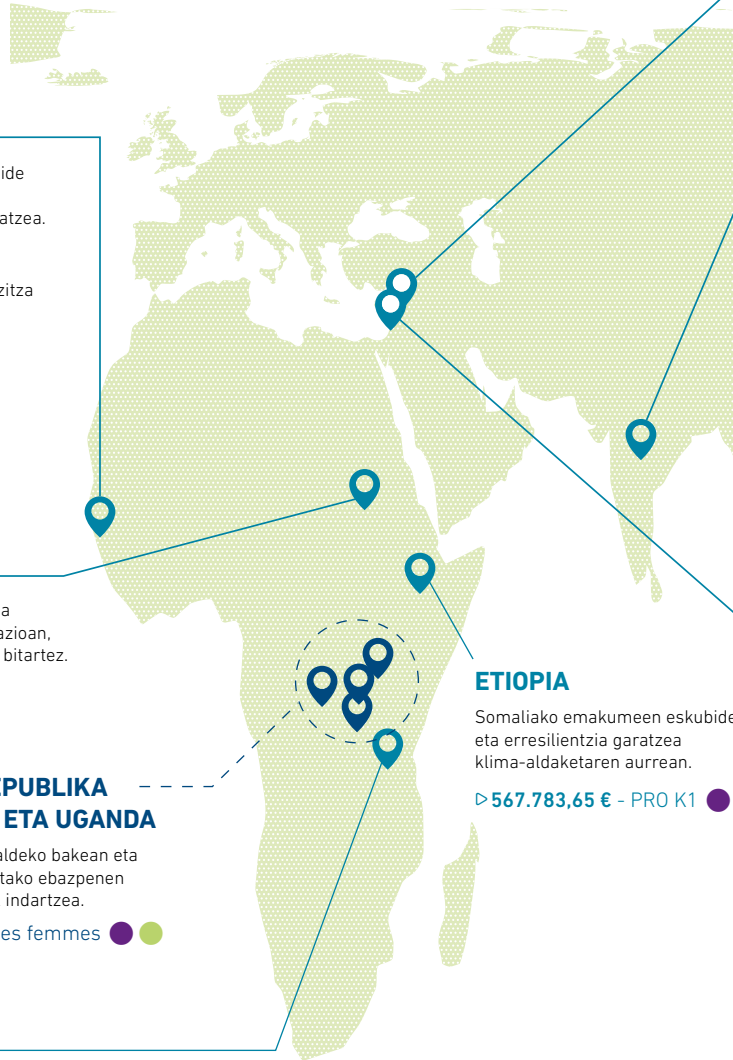 ide
atzea.
zitza
a
azioan,
bitartez.
ETIOPIA
Somaliako emakumeen eskubide
eta erresilientzia garatzea
klima-aldaketaren aurrean.
567.783,65 € - PRO K1
EPUBLIKA
ETA UGANDA
aldeko bakean eta
tako ebazpenen
indartzea.
es femmes